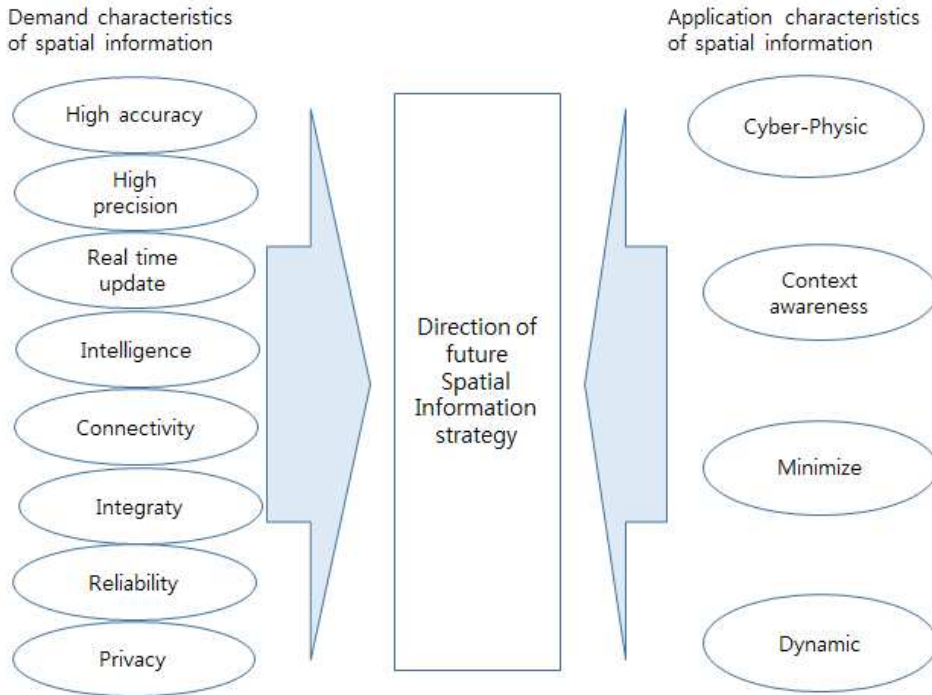 Demand characteristics
of spatial information
High accuracy
High
precision
Real time
update
Intelligence
Connectivity
Integraty
Reliability
Privacy
Direction of
future
Spatial
Information
strategy
Application characteristics
of spatial information
Cyber-Physic
Context
awareness
Minimize
Dynamic